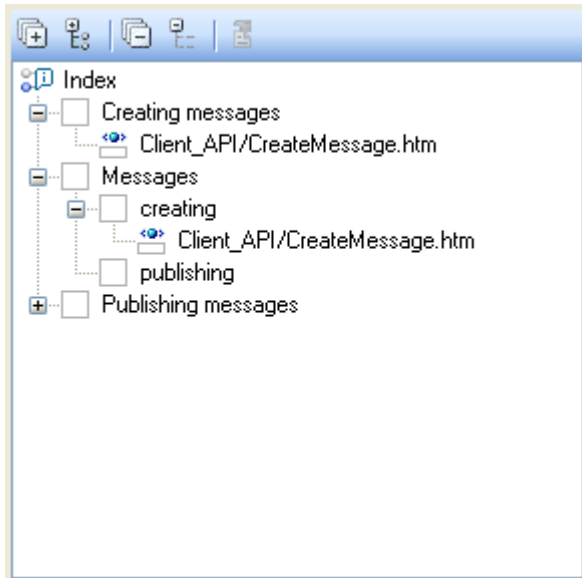 Index
Creating messages
Client_API/CreateMessage.htm
Messages
creating
Client_API/CreateMessage.htm
publishing
Publishing messages